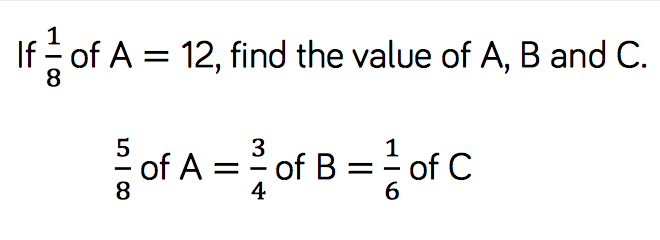 If 1/8 of A = 12, find the value of A, B and C.
5/8 of A = 3/4 of B = 1/6 of C